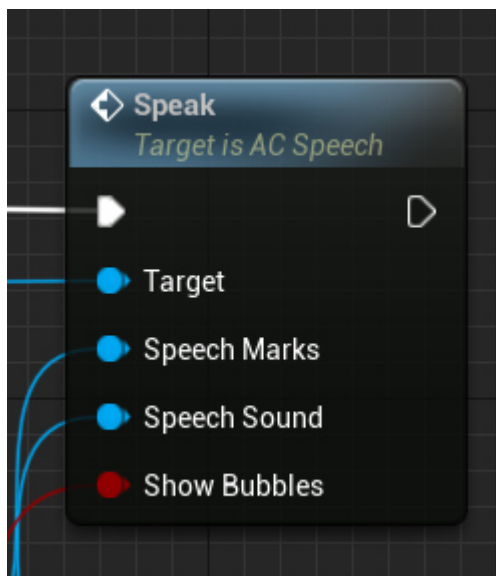 Speak
Target is AC Speech
Target
Speech Marks
Speech Sound
Show Bubbles